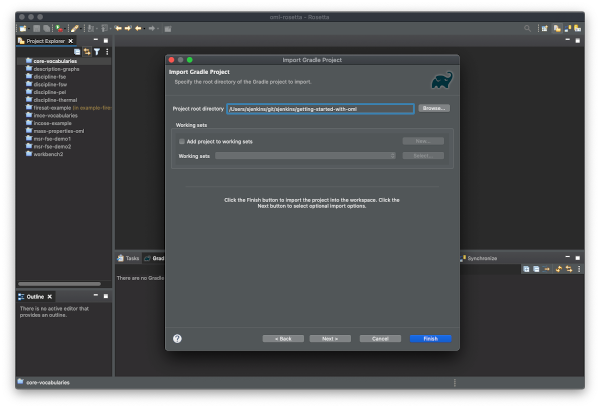 oml-rosetta - Rosetta
Project Explorer
core-vocabularies
description-graphs
discipline-fse
discipline-fsw
discipline-pel
discipline-thermal
firesat-example (in example-fire
imce-vocabularies
incose-example
mass-properties-oml
msr-fse-demo1
msr-fse-demo2
workbench3
Import Gradle Project
Import Gradle Project
Specify the root directory of the Gradle project to import.
Project root directory
/Users/sjenkins/git/sjenkins/getting-started-with-oml
Browse...
Working sets
Add project to working sets
New...
Working sets
Select...
Click the Finish button to import the project into the workspace. Click the
Next button to select optional import options.
Tasks
Grad
Synchronize
There are no Gradle
Outline
There is no active editor that
provides an outline.
?
< Back
Next >
Cancel
Finish
core-vocabularies